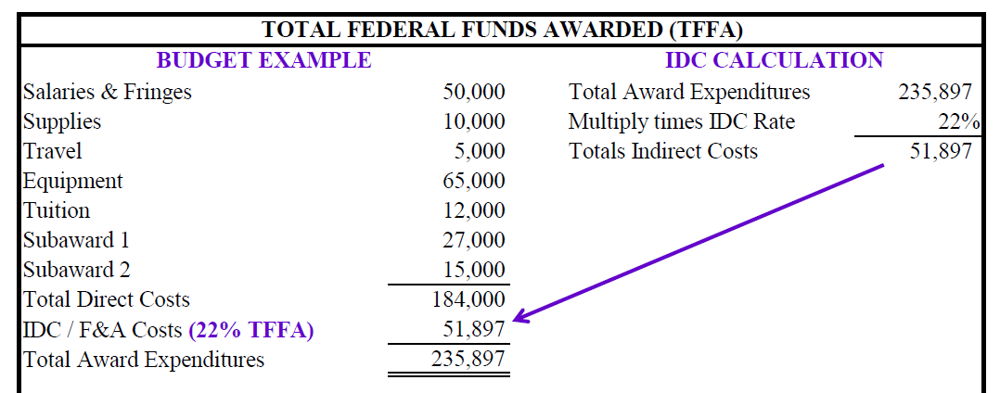 TOTAL FEDERAL FUNDS AWARDED (TFFA)
BUDGET EXAMPLE IDC CALCULATION
Salaries & Fringes 50,000 Total Award Expenditures 235,897
Supplies 10,000 Multiply times IDC Rate 22%
Travel 5,000 Totals Indirect Costs 51,897
Equipment 65,000
Tuition 12,000
Subaward 1 27,000
Subaward 2 15,000
Total Direct Costs 184,000
IDC / F&A Costs (22% TFFA) 51,897
Total Award Expenditures 235,897